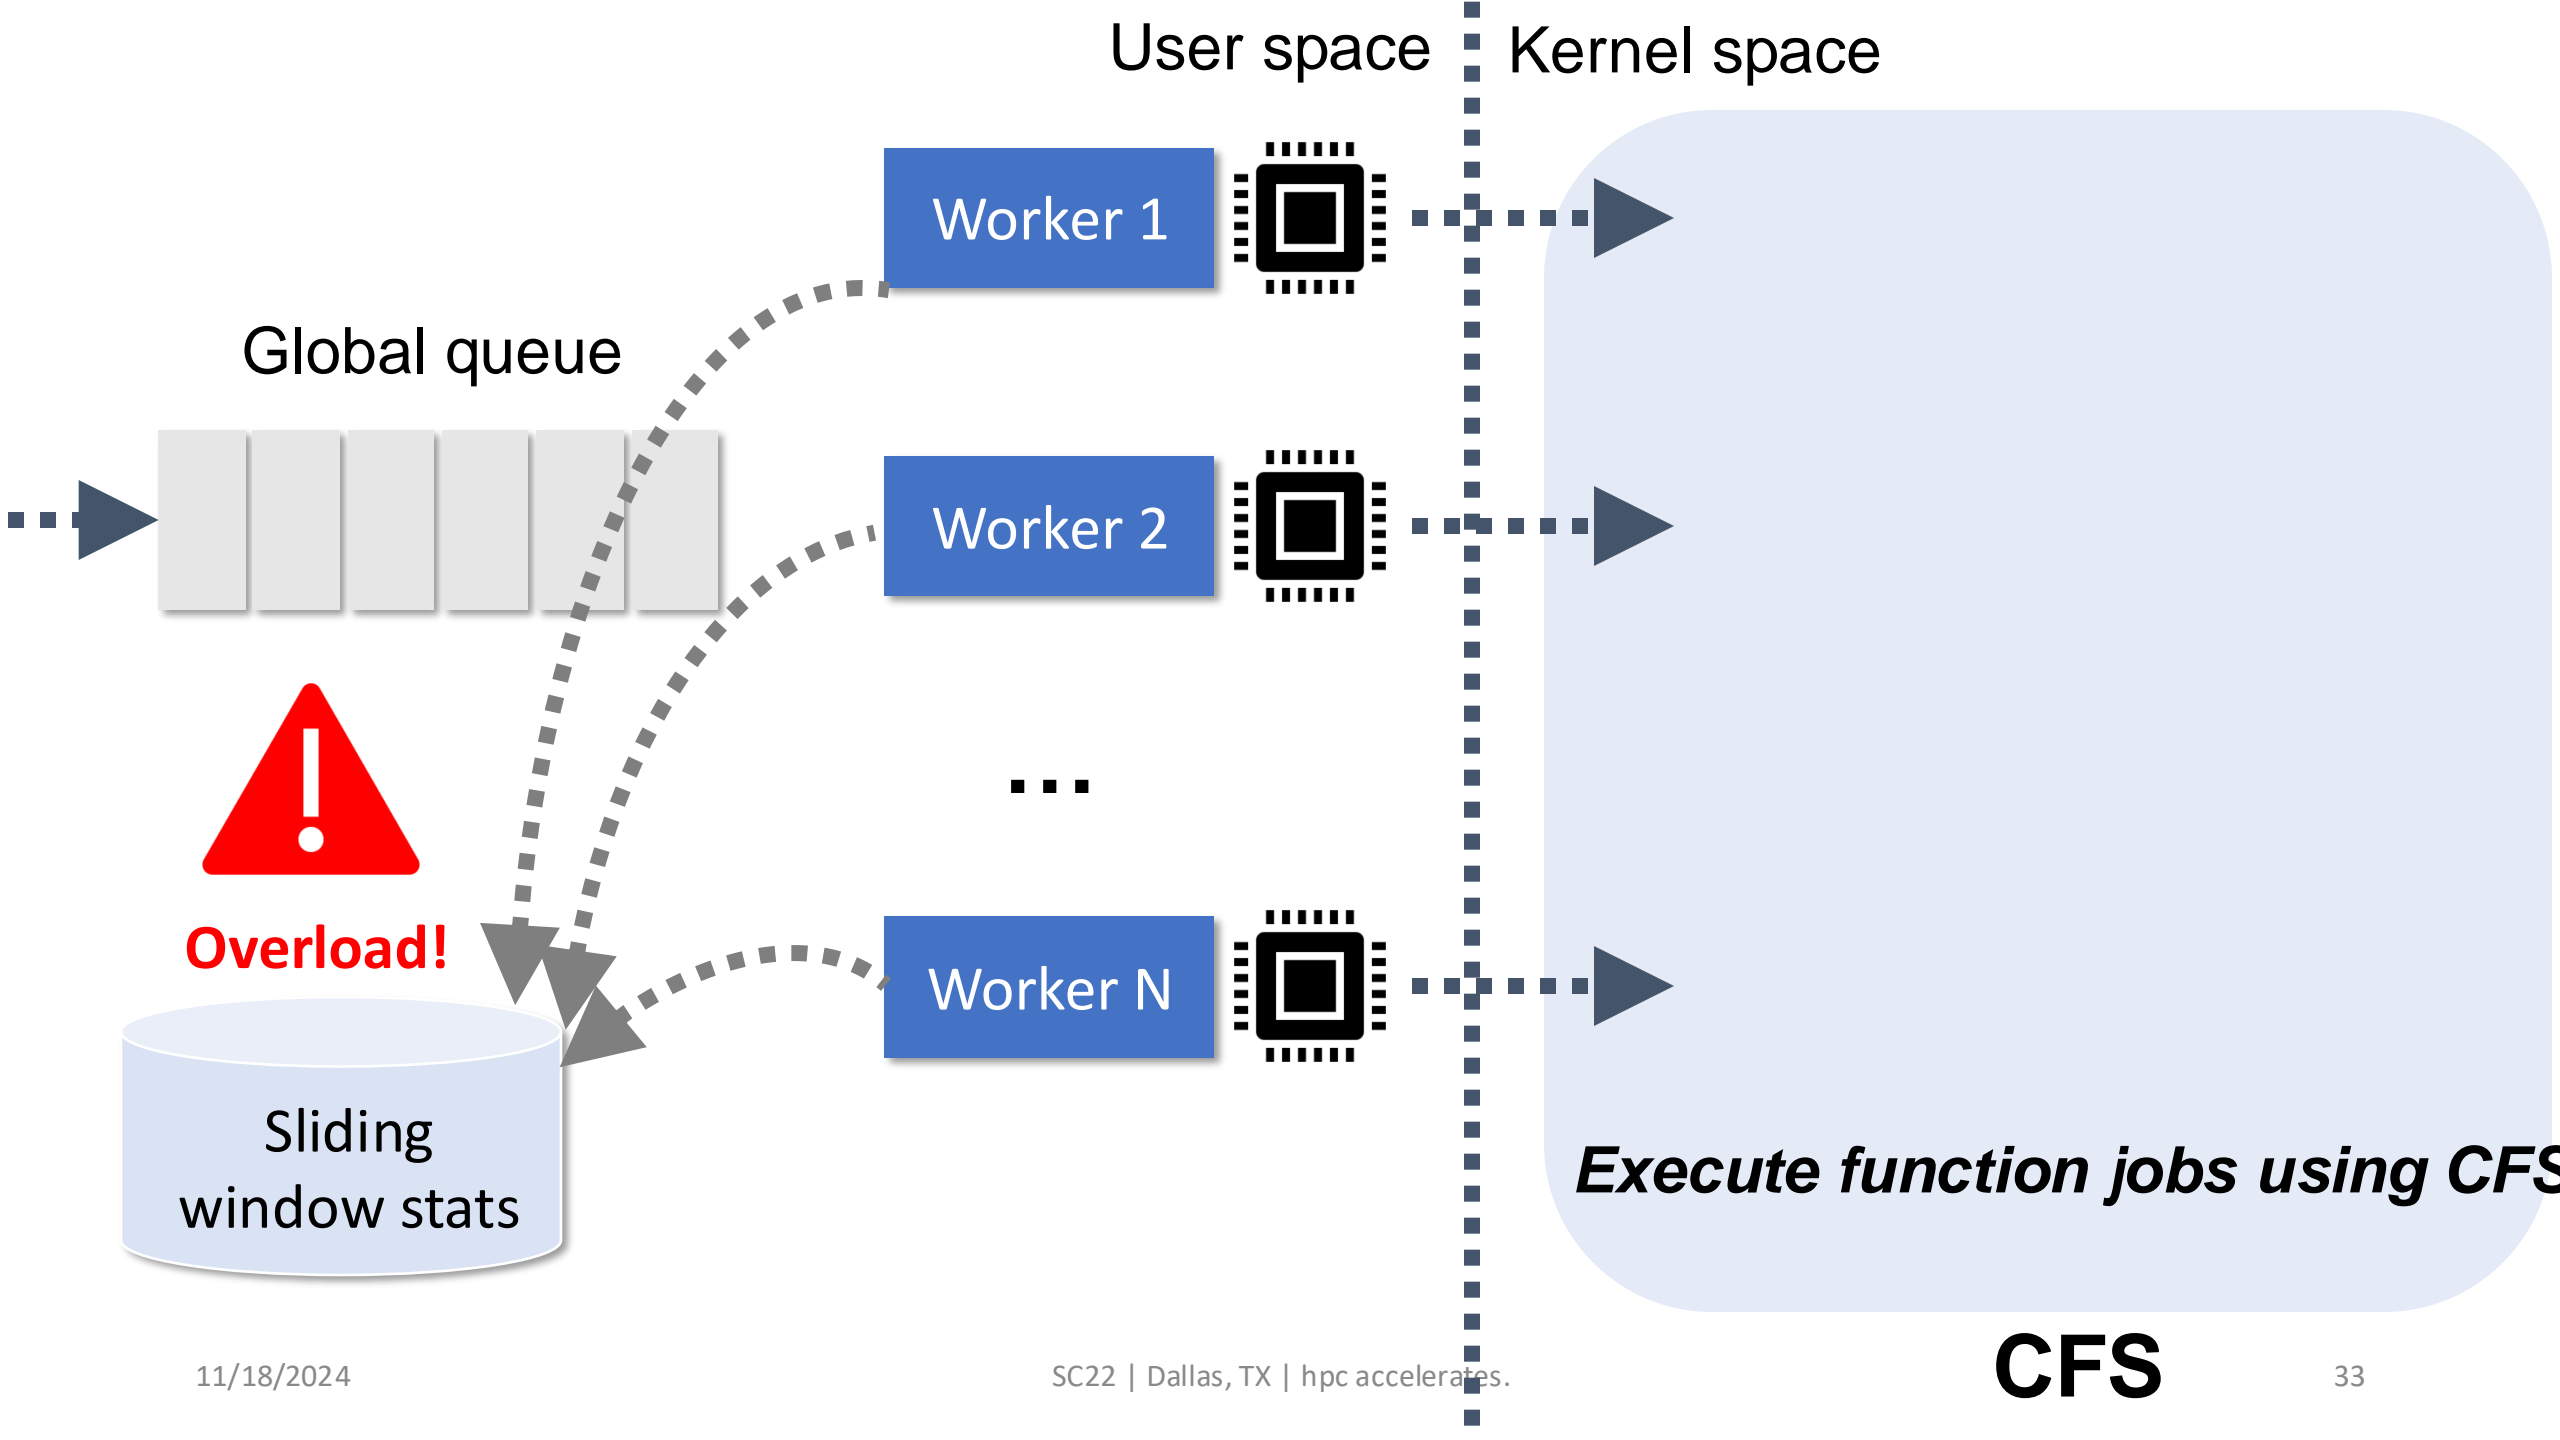 User space
Kernel space
Worker 1
Global queue
Worker 2
...
Overload!
Worker N
Sliding
window stats
Execute function jobs using CFS
CFS
11/18/2024
SC22 | Dallas, TX | hpc accelerates.
33